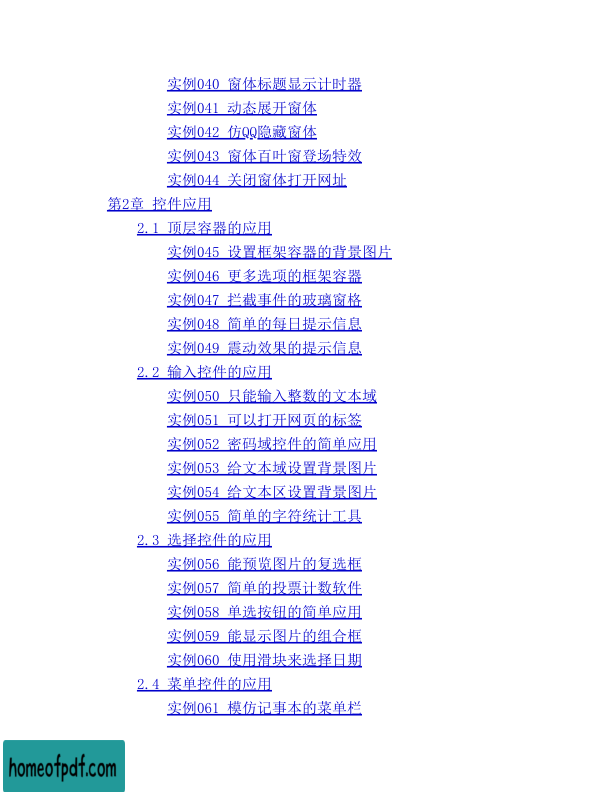 实例040 窗体标题显示计时器
实例041 动态展开窗体
实例042 仿QQ隐藏窗体
实例043 窗体百叶窗登场特效
实例044 关闭窗体打开网址
第2章 控件应用
2.1 顶层容器的应用
实例045 设置框架容器的背景图片
实例046 更多选项的框架容器
实例047 拦截事件的玻璃窗格
实例048 简单的每日提示信息
实例049 震动效果的提示信息
2.2 输入控件的应用
实例050 只能输入整数的文本域
实例051 可以打开网页的标签
实例052 密码域控件的简单应用
实例053 给文本域设置背景图片
实例054 给文本区设置背景图片
实例055 简单的字符统计工具
2.3 选择控件的应用
实例056 能预览图片的复选框
实例057 简单的投票计数软件
实例058 单选按钮的简单应用
实例059 能显示图片的组合框
实例060 使用滑块来选择日期
2.4 菜单控件的应用
实例061 模仿记事本的菜单栏
homeofpdf.com